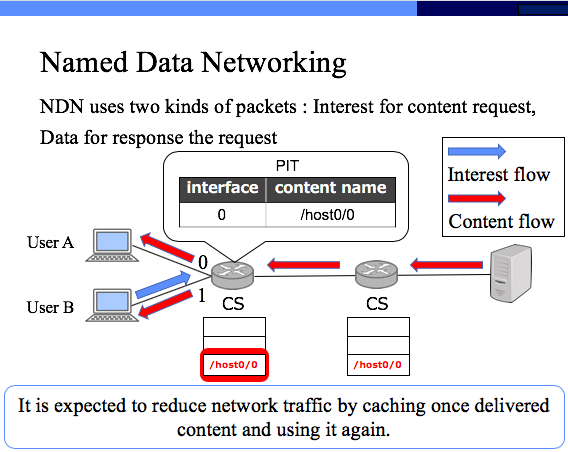 Named Data Networking
NDN uses two kinds of packets : Interest for content request,
Data for response the request
PIT
interface content name
0 /host0/0
Interest flow
Content flow
User A
0
User B
1
CS
CS
/host0/0
/host0/0
It is expected to reduce network traffic by caching once delivered
content and using it again.